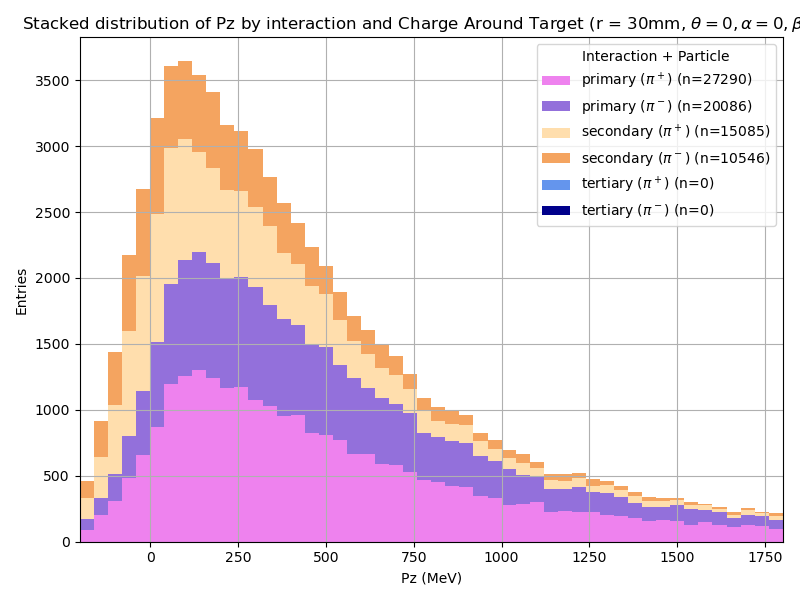 Stacked distribution of Pz by interaction and Charge Around Target (r = 30mm, θ = 0, α = 0, β
Interaction + Particle
primary (π⁺) (n=27290)
primary (π⁻) (n=20086)
secondary (π⁺) (n=15085)
secondary (π⁻) (n=10546)
tertiary (π⁺) (n=0)
tertiary (π⁻) (n=0)
Entries
3500
3000
2500
2000
1500
1000
500
0
0 250 500 750 1000 1250 1500 1750
Pz (MeV)